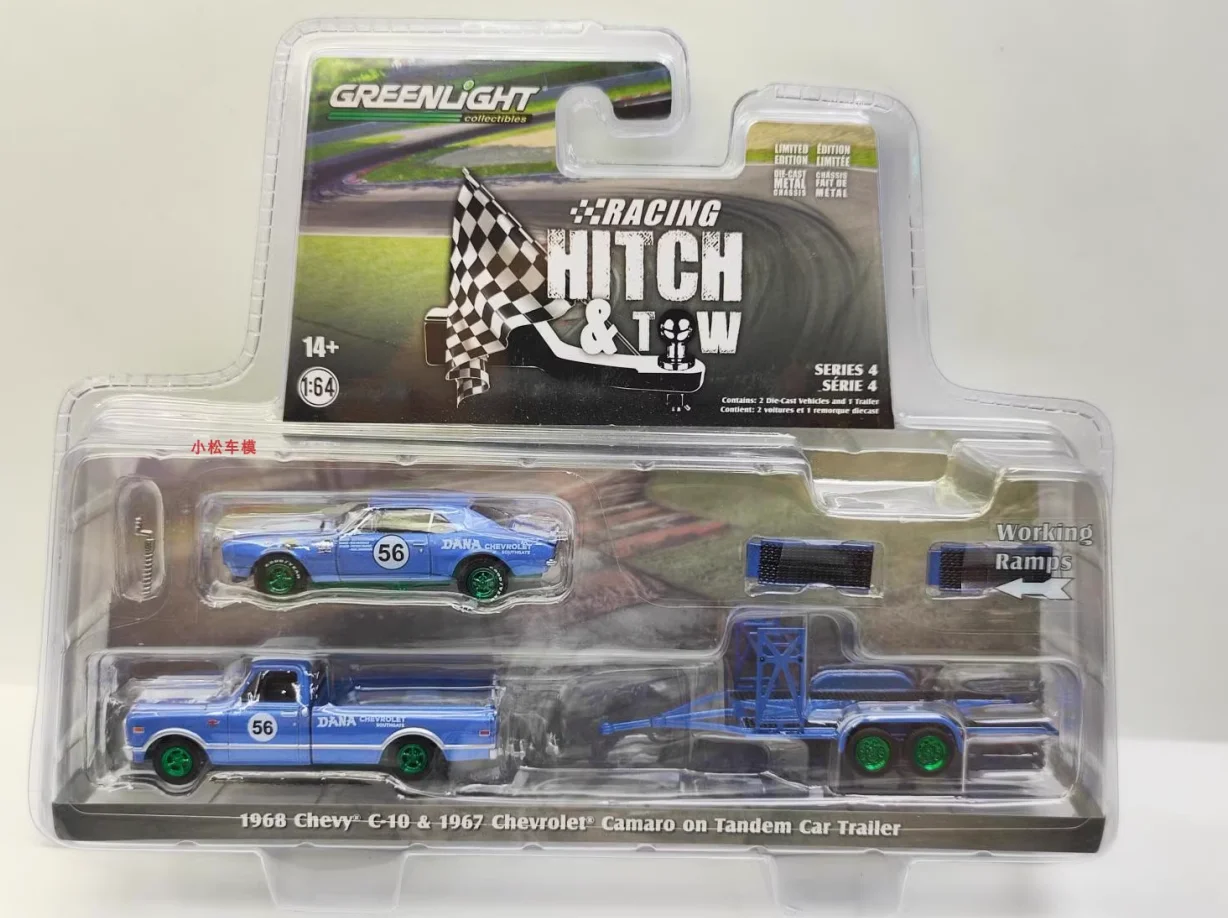 GREENLiGHT
collectibles
LIMITED EDITION
ÉDITION LIMITÉE
DIE-CAST METAL CHASSIS
CHÂSSIS FAIT DE MÉTAL
RACING
HITCH
& TOW
14+
1:64
SERIES 4
SÉRIE 4
Contains: 2 Die-Cast Vehicles and 1 Trailer
Contient: 2 voitures et 1 remorque diecast
小松车模
Working
Ramps
56
DANA CHEVROLET
SOUTHGATE
56
DANA CHEVROLET
SOUTHGATE
1968 Chevy® C-10 & 1967 Chevrolet® Camaro on Tandem Car Trailer